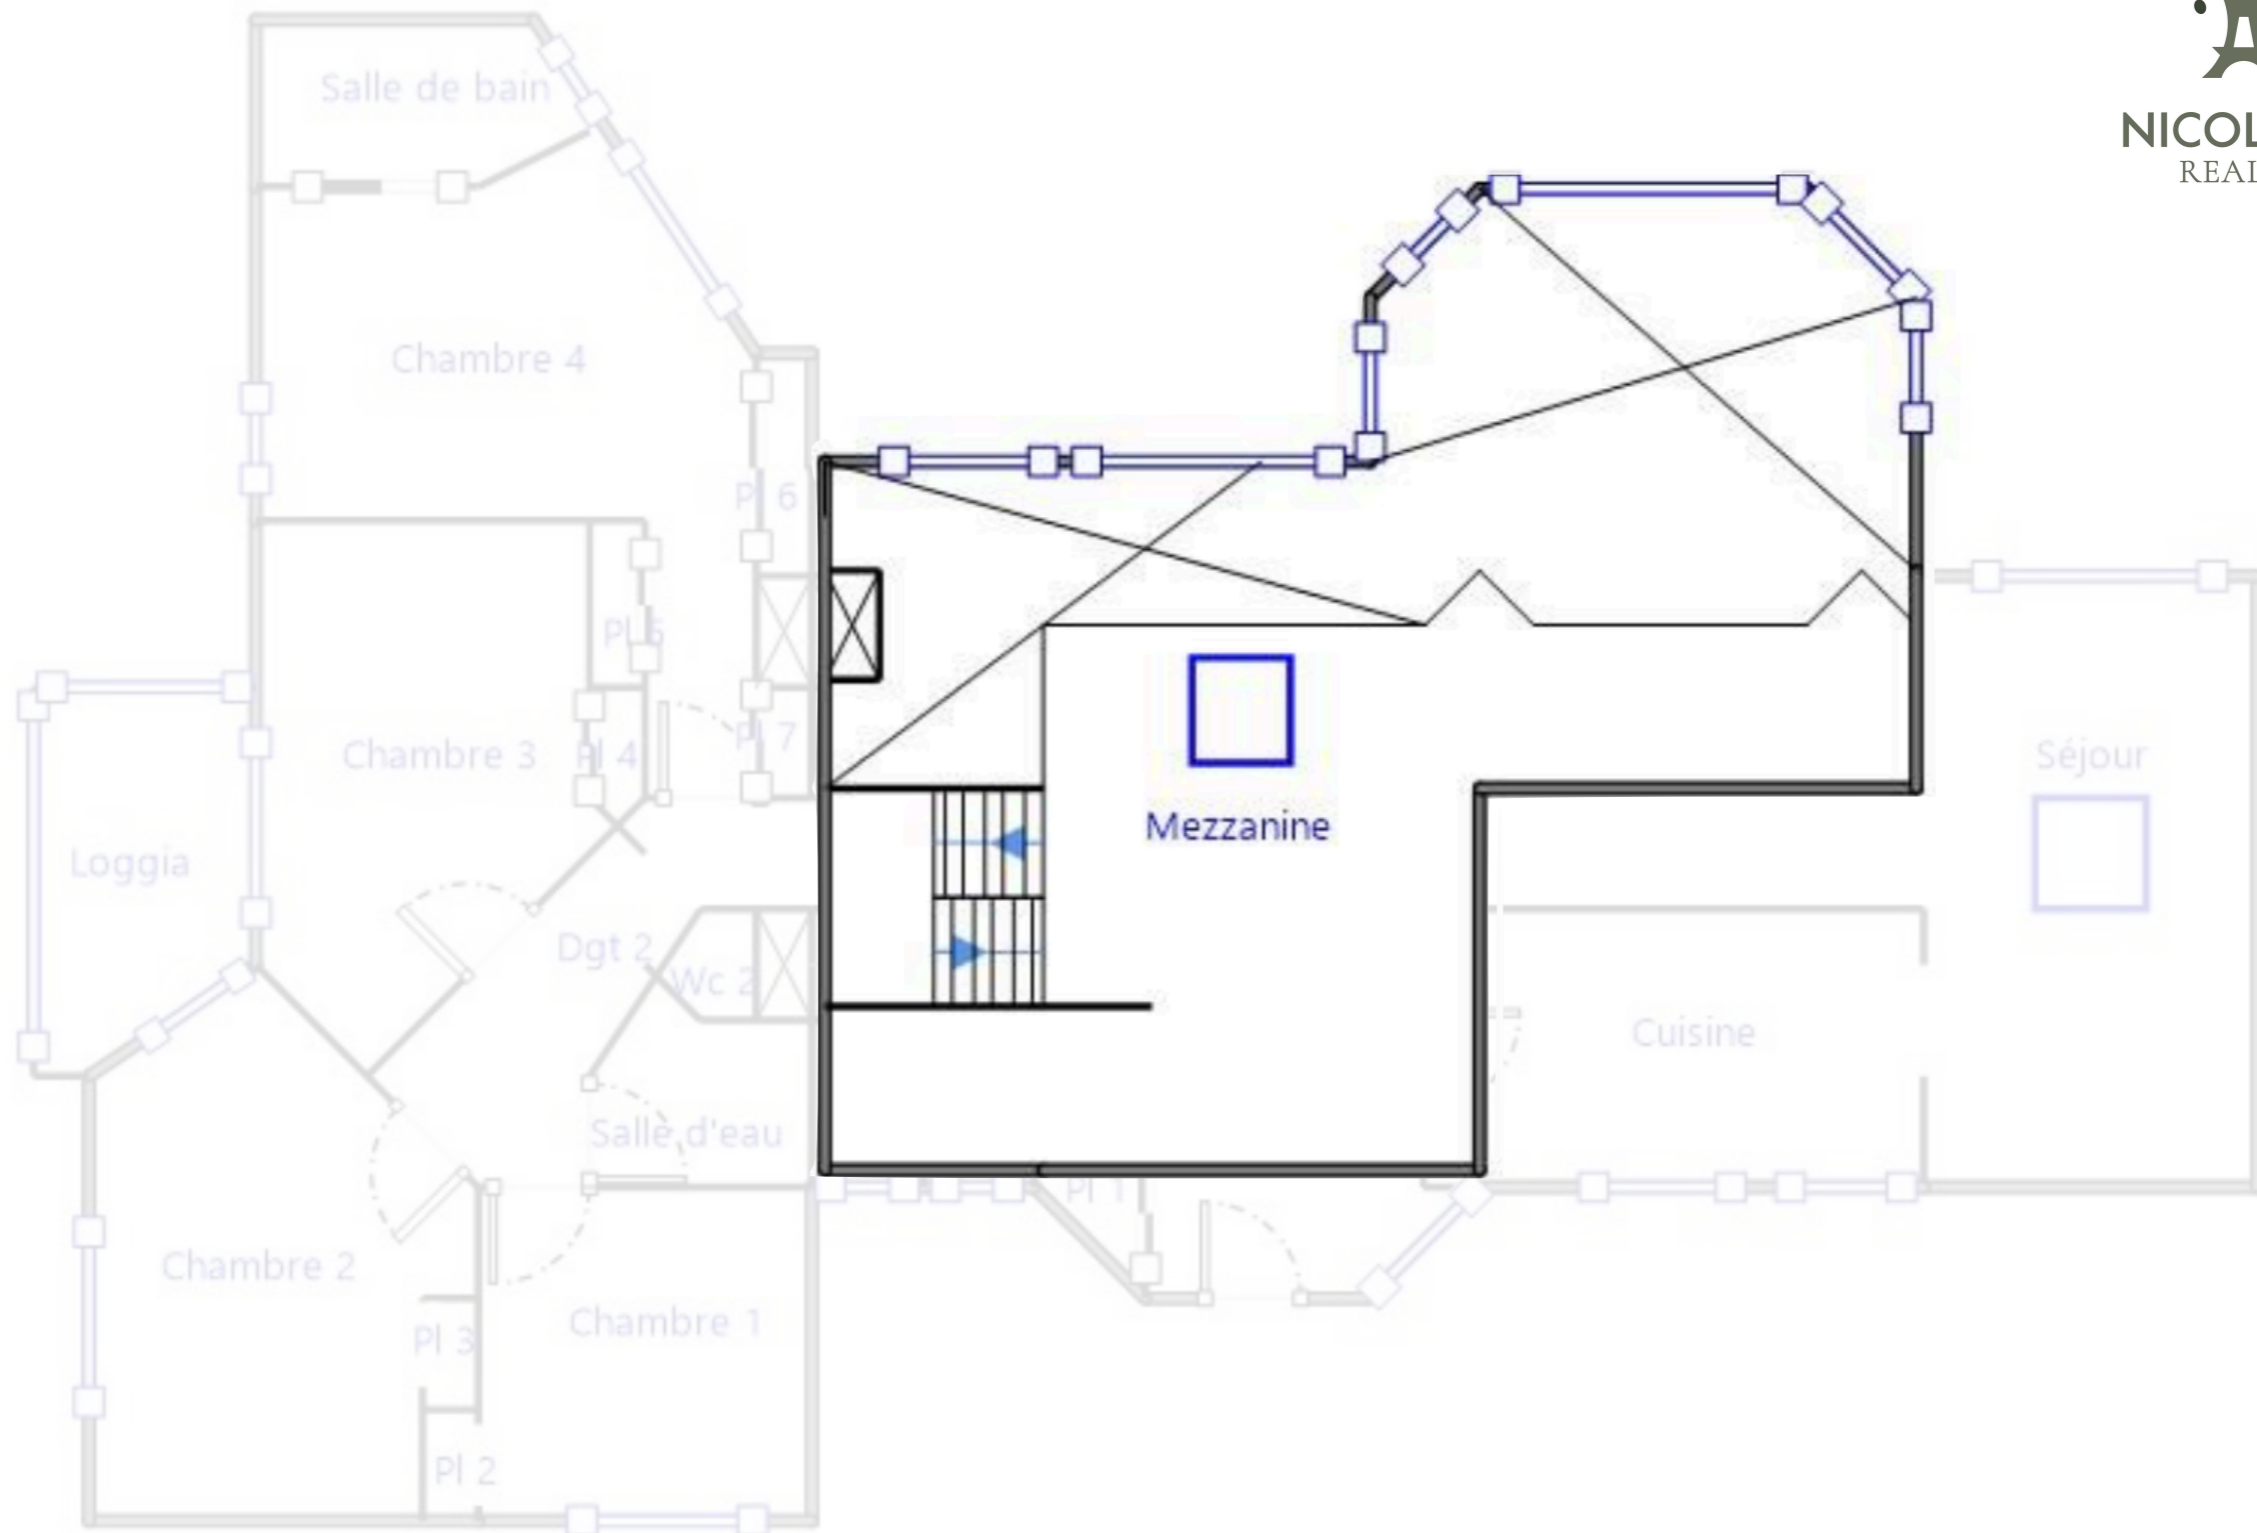 NICOL
REAL
Salle de bain
Chambre 4
Pl 6
Pl 5
Chambre 3
Pl 4
Pl 7
Séjour
Mezzanine
Loggia
Dgt 2
Wc 2
Cuisine
Salle d'eau
Pl 1
Chambre 2
Chambre 1
Pl 3
Pl 2